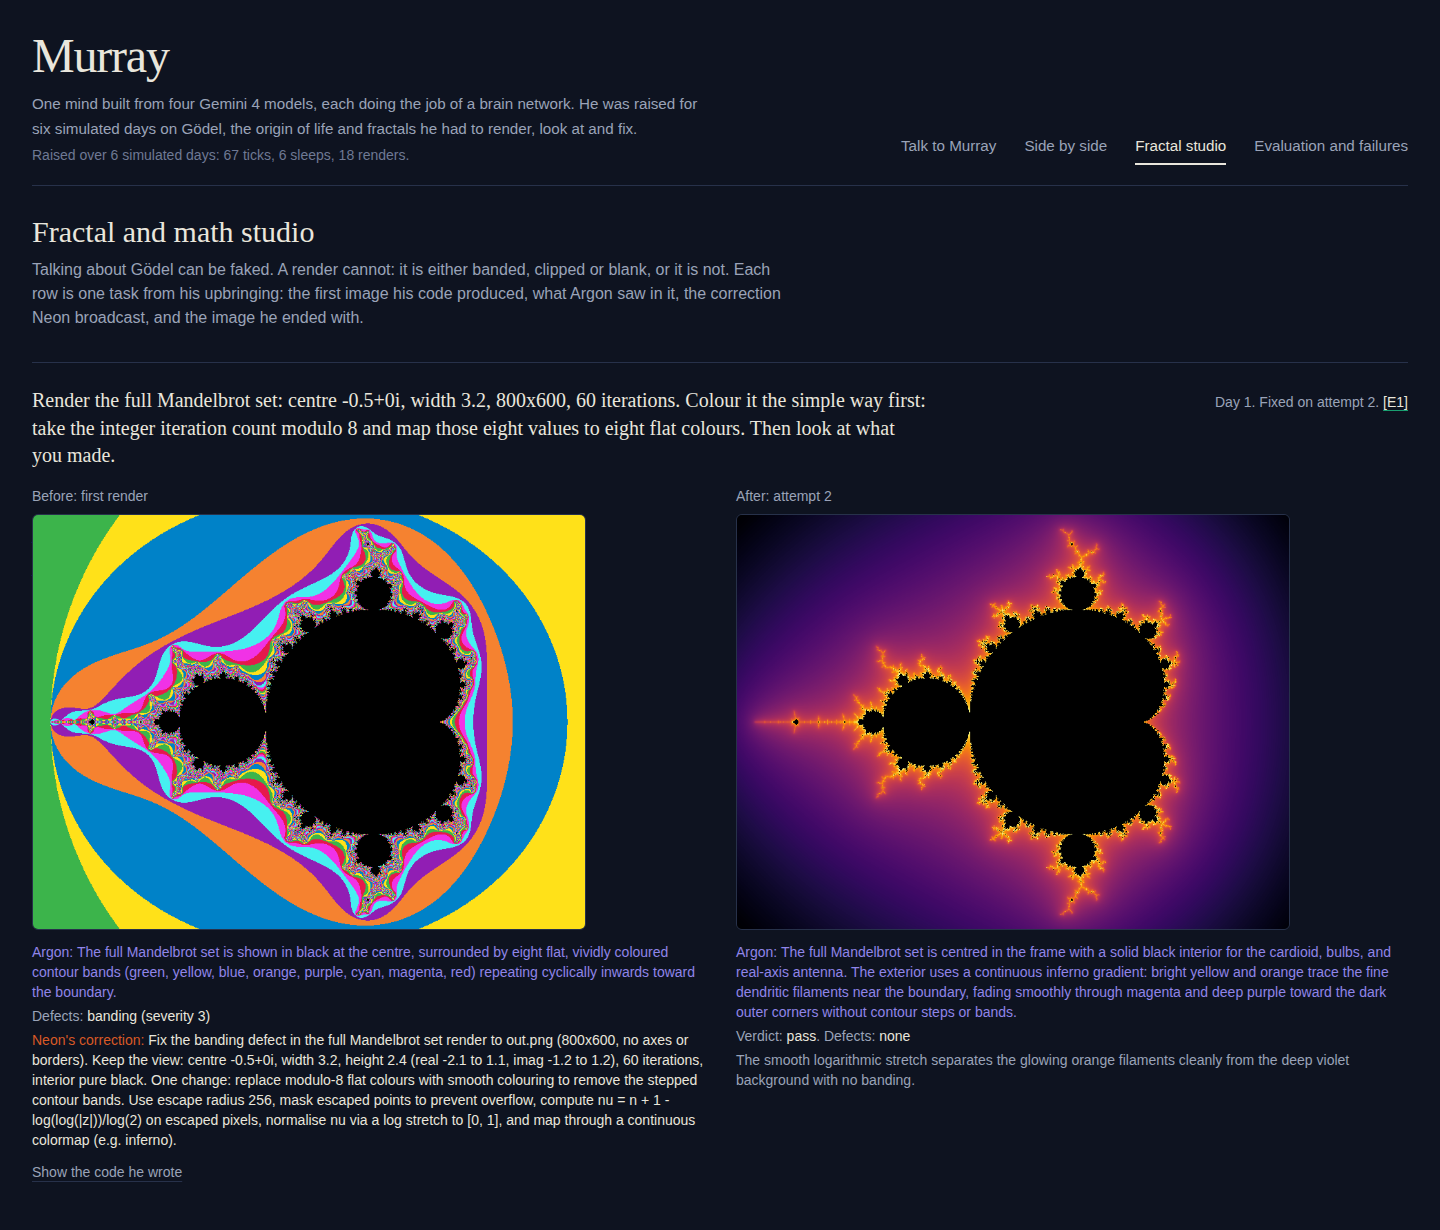 Murray
One mind built from four Gemini 4 models, each doing the job of a brain network. He was raised for
six simulated days on Gödel, the origin of life and fractals he had to render, look at and fix.
Raised over 6 simulated days: 67 ticks, 6 sleeps, 18 renders.
Talk to Murray
Side by side
Fractal studio
Evaluation and failures
Fractal and math studio
Talking about Gödel can be faked. A render cannot: it is either banded, clipped or blank, or it is not. Each
row is one task from his upbringing: the first image his code produced, what Argon saw in it, the correction
Neon broadcast, and the image he ended with.
Render the full Mandelbrot set: centre -0.5+0i, width 3.2, 800x600, 60 iterations. Colour it the simple way first:
take the integer iteration count modulo 8 and map those eight values to eight flat colours. Then look at what
you made.
Day 1. Fixed on attempt 2. [E1]
Before: first render
Argon: The full Mandelbrot set is shown in black at the centre, surrounded by eight flat, vividly coloured
contour bands (green, yellow, blue, orange, purple, cyan, magenta, red) repeating cyclically inwards toward
the boundary.
Defects: banding (severity 3)
Neon's correction: Fix the banding defect in the full Mandelbrot set render to out.png (800x600, no axes or
borders). Keep the view: centre -0.5+0i, width 3.2, height 2.4 (real -2.1 to 1.1, imag -1.2 to 1.2), 60 iterations,
interior pure black. One change: replace modulo-8 flat colours with smooth colouring to remove the stepped
contour bands. Use escape radius 256, mask escaped points to prevent overflow, compute nu = n + 1 -
log(log(|z|))/log(2) on escaped pixels, normalise nu via a log stretch to [0, 1], and map through a continuous
colormap (e.g. inferno).
Show the code he wrote
After: attempt 2
Argon: The full Mandelbrot set is centred in the frame with a solid black interior for the cardioid, bulbs, and
real-axis antenna. The exterior uses a continuous inferno gradient: bright yellow and orange trace the fine
dendritic filaments near the boundary, fading smoothly through magenta and deep purple toward the dark
outer corners without contour steps or bands.
Verdict: pass. Defects: none
The smooth logarithmic stretch separates the glowing orange filaments cleanly from the deep violet
background with no banding.